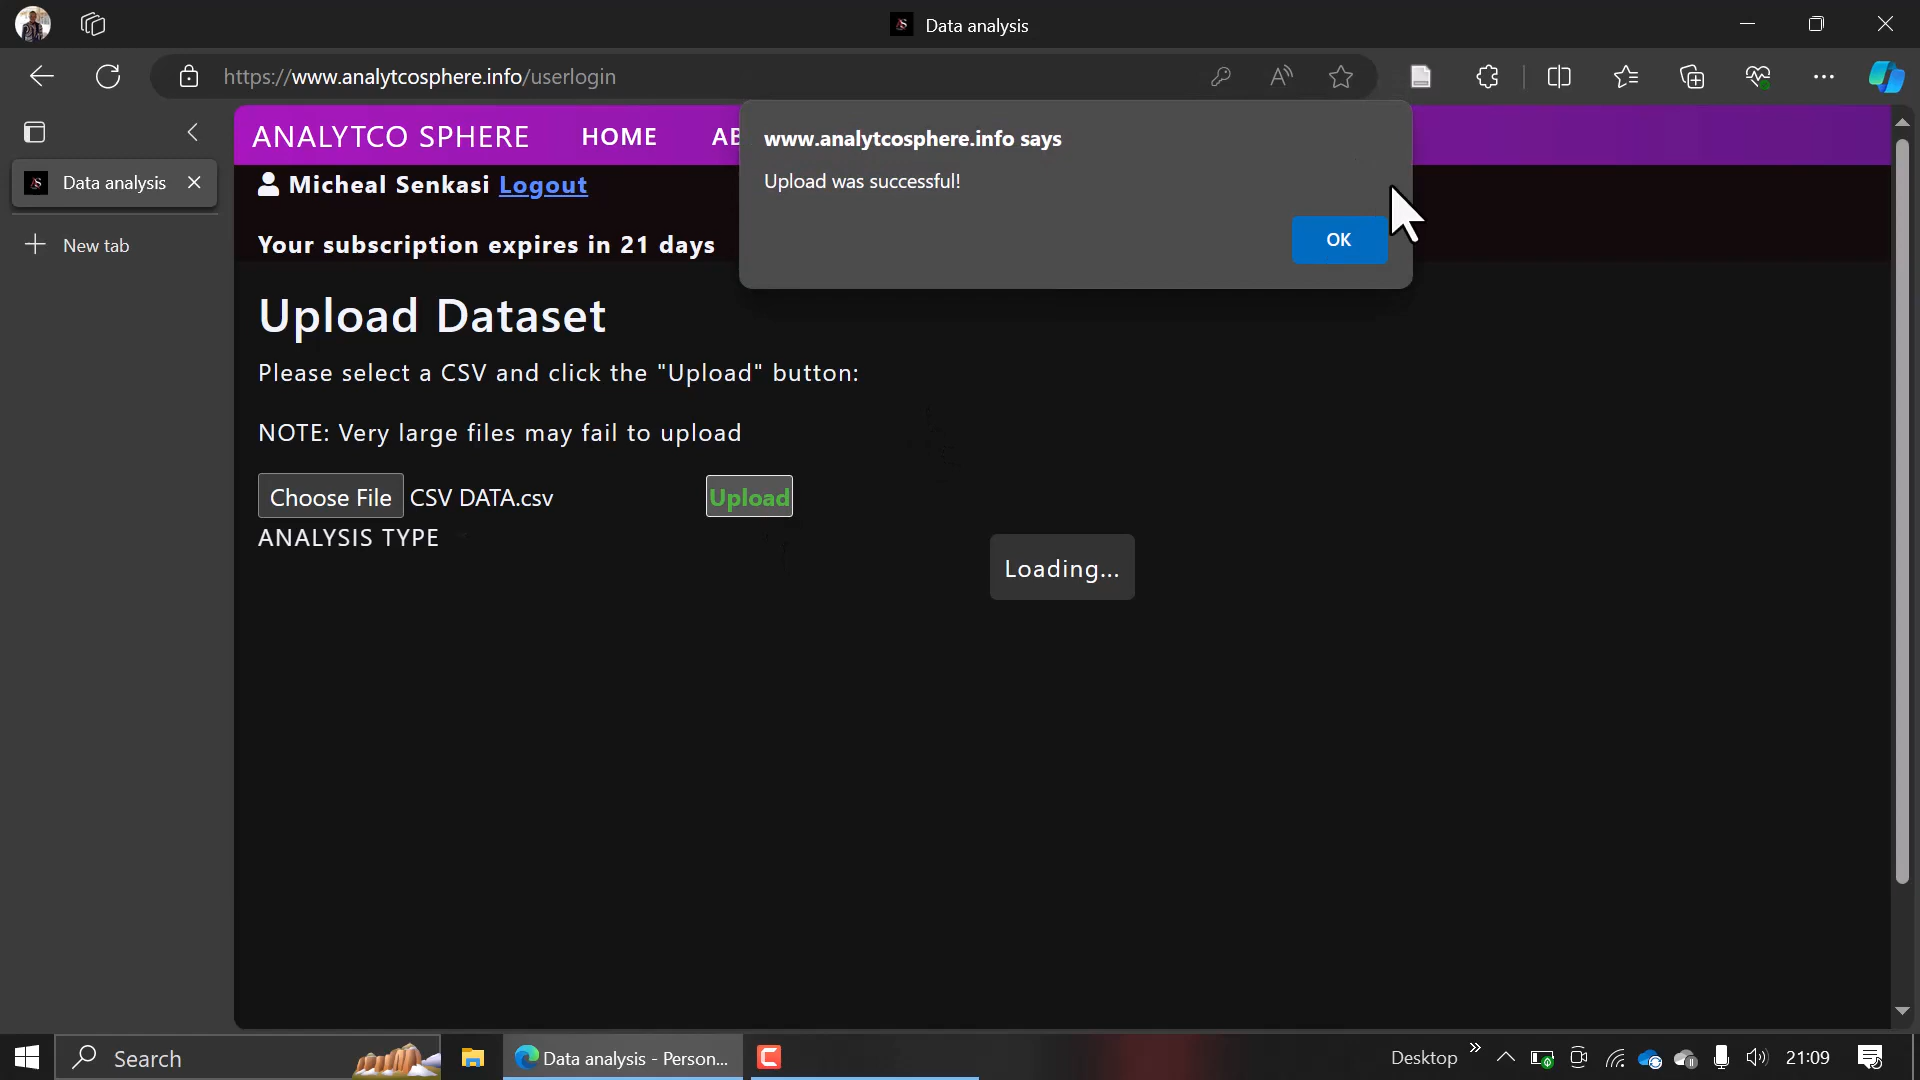 Data analysis
https://www.analytcosphere.info/userlogin
Data analysis
New tab
ANALYTCO SPHERE HOME AB
www.analytcosphere.info says
Upload was successful!
OK
Micheal Senkasi Logout
Your subscription expires in 21 days
Upload Dataset
Please select a CSV and click the "Upload" button:
NOTE: Very large files may fail to upload
Choose File CSV DATA.csv Upload
ANALYSIS TYPE
Loading...
Search
Data analysis - Person...
Desktop
21:09